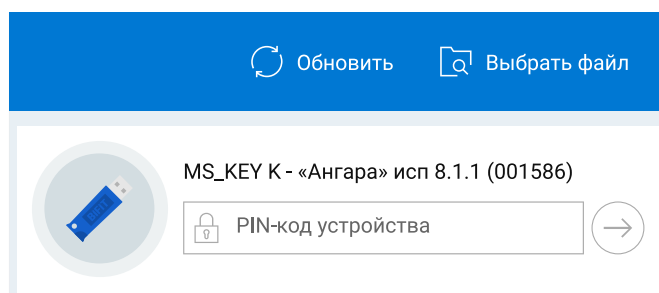 Обновить
Выбрать файл
MS_KEY K - «Ангара» исп 8.1.1 (001586)
PIN-код устройства